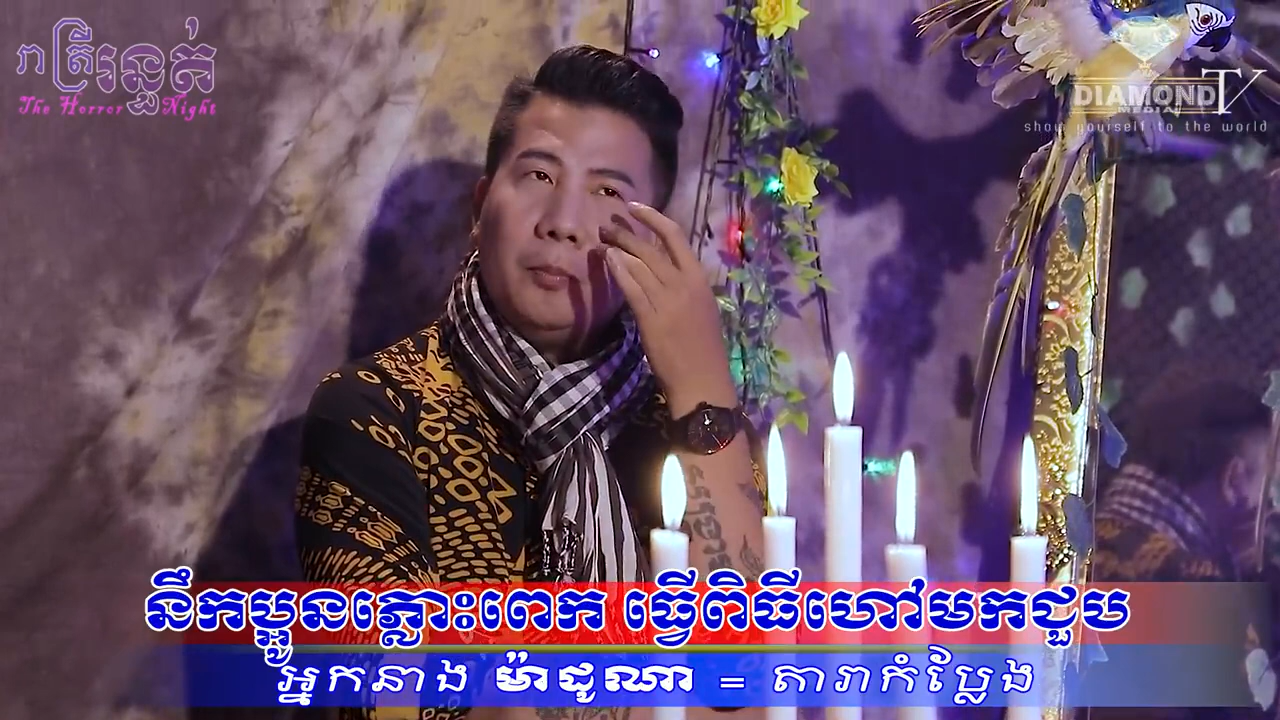 រាត្រីរន្ធត់
The Horror Night
DIAMOND TV
MEDIA
show yourself to the world
នឹកប្អូនភ្លោះពេក ធ្វើពិធីហៅមកជួប
អ្នកនាង ម៉ាដូណា = តារាកំប្លែង